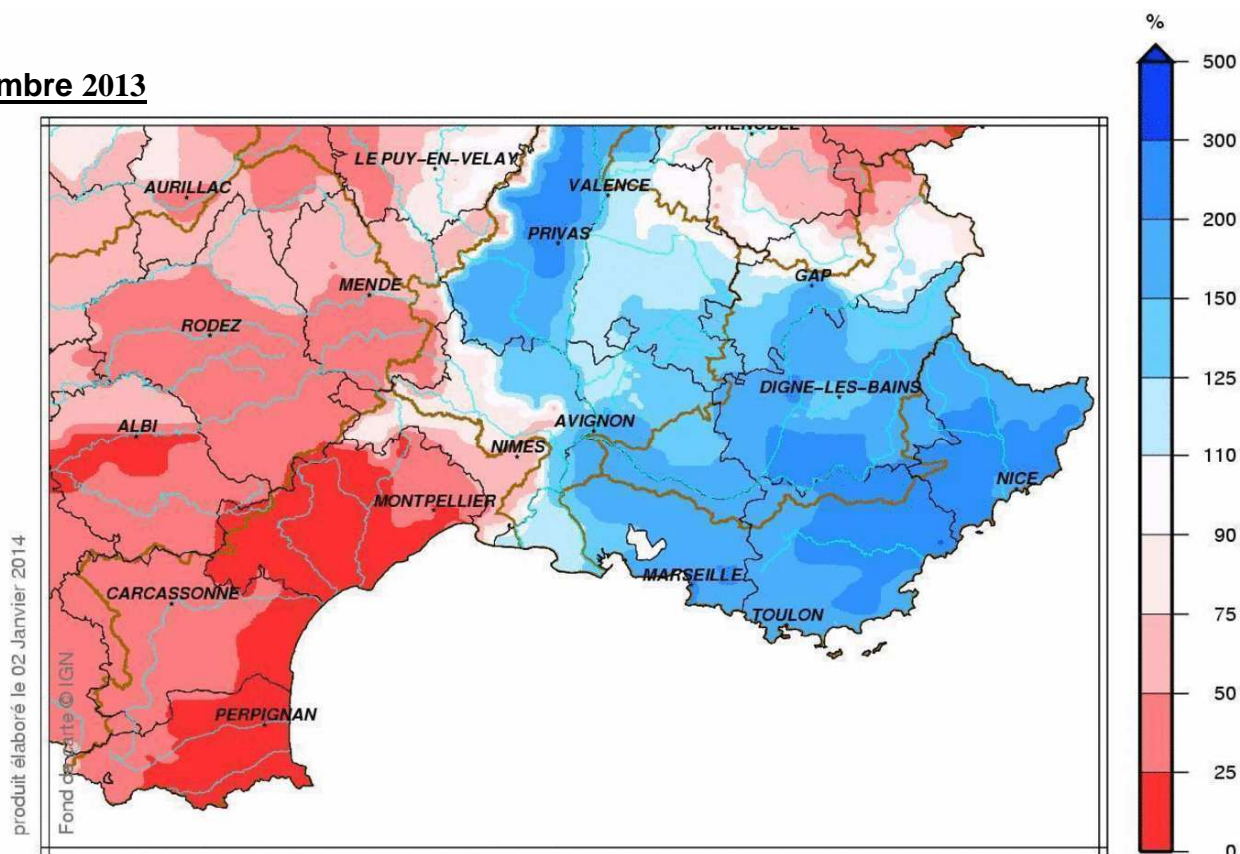 mbre 2013
%
500
300
200
150
125
110
90
75
50
25
0
GRENOBLE
LE PUY-EN-VELAY
AURILLAC
VALENCE
PRIVAS
GAP
MENDE
RODEZ
DIGNE-LES-BAINS
ALBI
AVIGNON
NIMES
NICE
MONTPELLIER
MARSEILLE
CARCASSONNE
TOULON
PERPIGNAN
produit élaboré le 02 Janvier 2014
Fond de carte © IGN